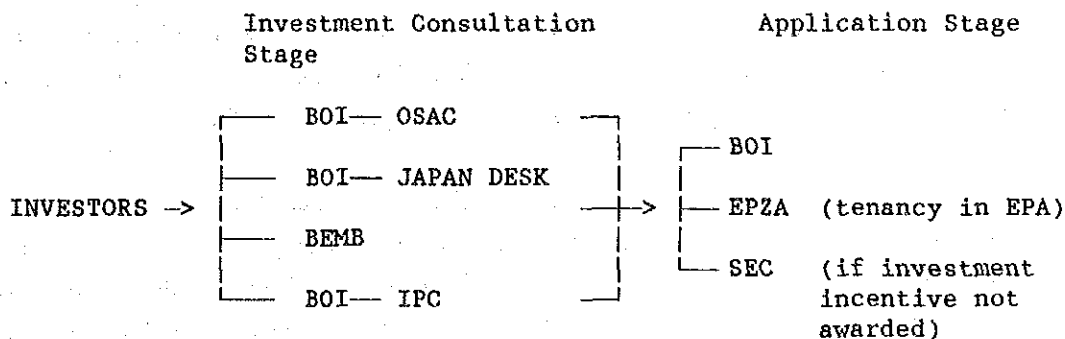 Investment Consultation Stage
Application Stage
INVESTORS ->
BOI— OSAC
BOI— JAPAN DESK
BEMB
BOI— IPC
BOI
EPZA (tenancy in EPA)
SEC (if investment
incentive not
awarded)